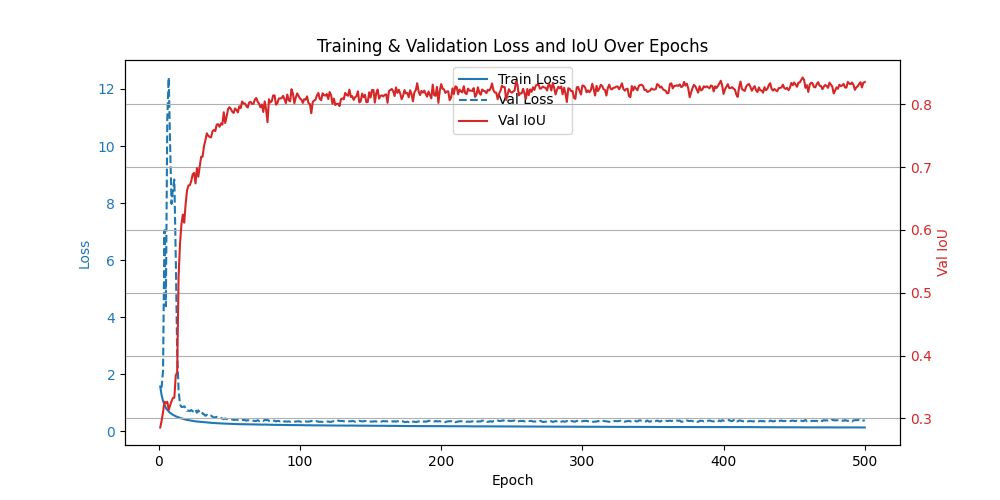 Training & Validation Loss and IoU Over Epochs
Train Loss
Val Loss
Val IoU
Loss
12
10
8
6
4
2
0
0 100 200 300 400 500
Epoch
0.8
0.7
0.6
0.5
0.4
0.3
Val IoU